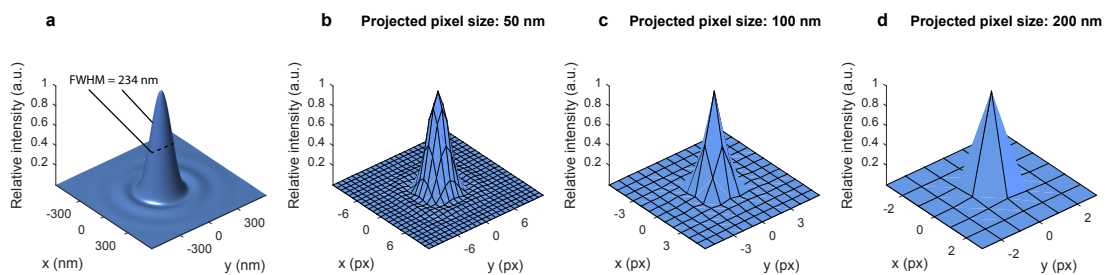 a
FWHM = 234 nm
Relative intensity (a.u.)
1
0.8
0.6
0.4
0.2
-300
0
300
x (nm)
-300
0
300
y (nm)
b Projected pixel size: 50 nm
Relative intensity (a.u.)
1
0.8
0.6
0.4
0.2
-6
0
6
x (px)
-6
0
6
y (px)
c Projected pixel size: 100 nm
Relative intensity (a.u.)
1
0.8
0.6
0.4
0.2
-3
0
3
x (px)
-3
0
3
y (px)
d Projected pixel size: 200 nm
Relative intensity (a.u.)
1
0.8
0.6
0.4
0.2
-2
0
2
x (px)
-2
0
2
y (px)